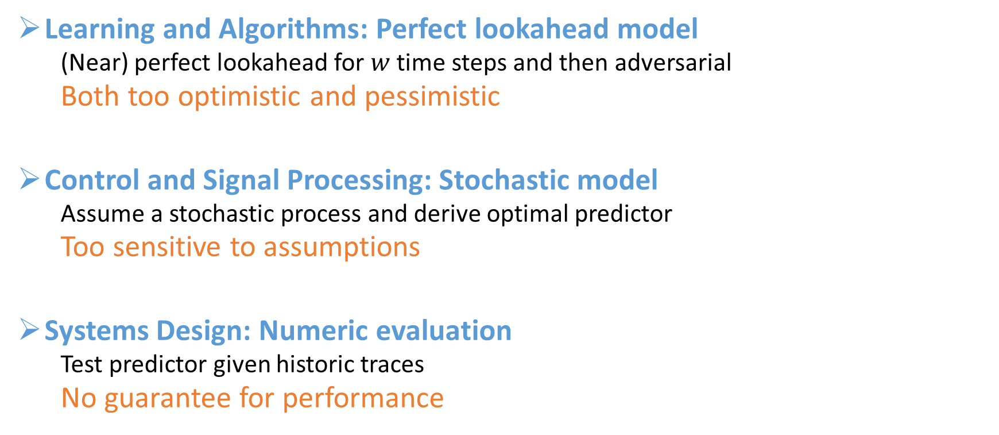 ➢ Learning and Algorithms: Perfect lookahead model
(Near) perfect lookahead for w time steps and then adversarial
Both too optimistic and pessimistic
➢ Control and Signal Processing: Stochastic model
Assume a stochastic process and derive optimal predictor
Too sensitive to assumptions
➢ Systems Design: Numeric evaluation
Test predictor given historic traces
No guarantee for performance